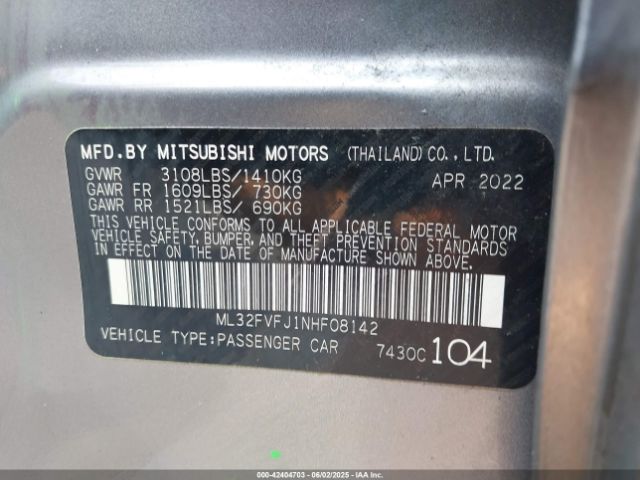 MFD.BY MITSUBISHI MOTORS (THAILAND) CO.,LTD.
GVWR 3108LBS/1410KG APR 2022
GAWR FR 1609LBS/ 730KG
GAWR RR 1521LBS/ 690KG
THIS VEHICLE CONFORMS TO ALL APPLICABLE FEDERAL MOTOR
VEHICLE SAFETY, BUMPER, AND THEFT PREVENTION STANDARDS
IN EFFECT ON THE DATE OF MANUFACTURE SHOWN ABOVE.
ML32FVFJ1NHF08142
VEHICLE TYPE:PASSENGER CAR 7430C 104
000-42404703 - 06/02/2025 - IAAI.com